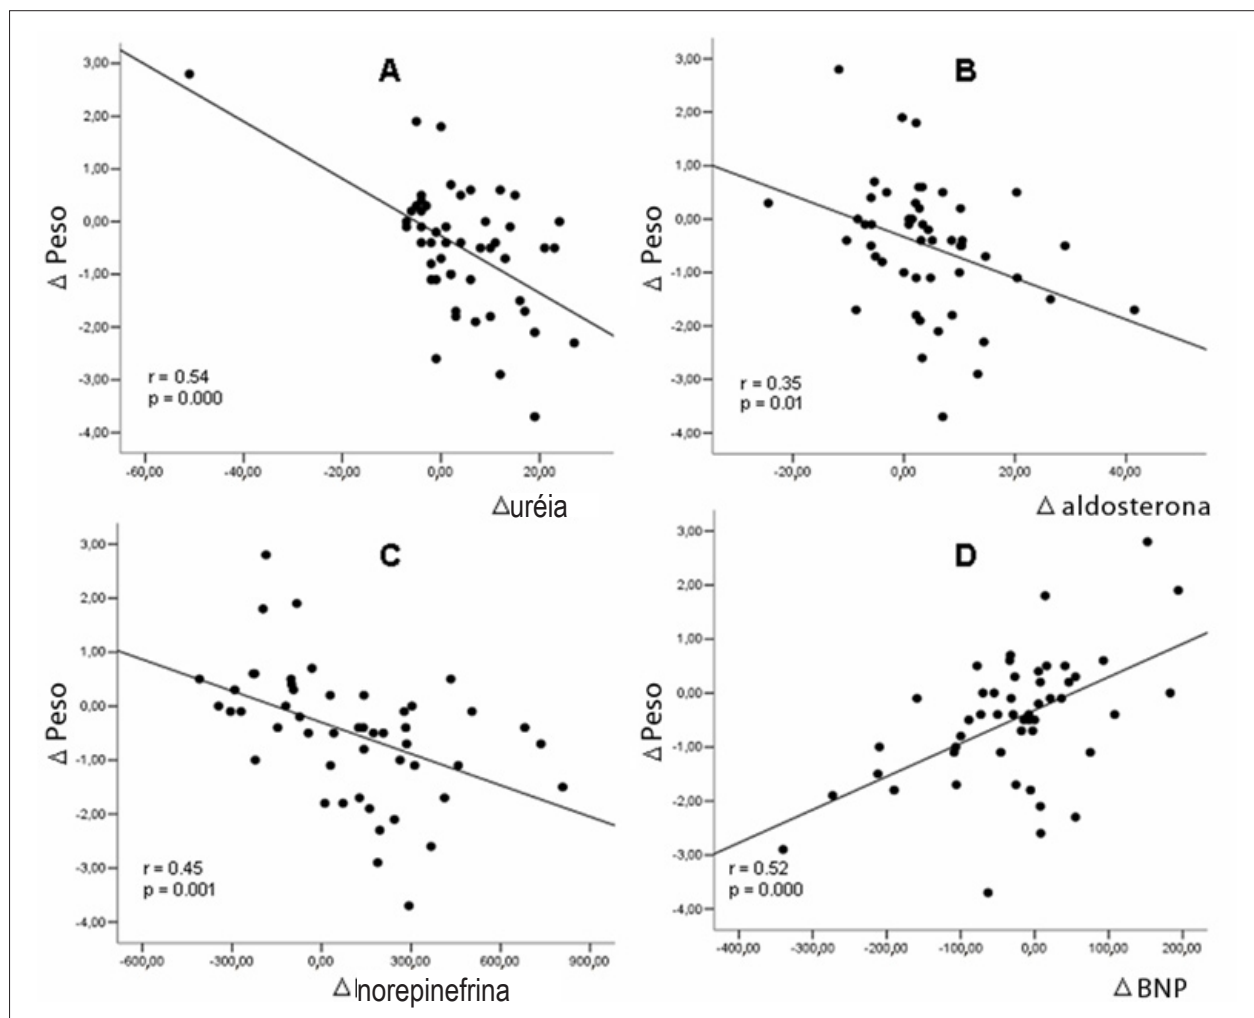 A
3,00
2,00
1,00
0,00
-1,00
-2,00
-3,00
-4,00
Δ Peso
r = 0.54
p = 0.000
-60,00 -40,00 -20,00 0,00 20,00
Δuréia
B
3,00
2,00
1,00
0,00
-1,00
-2,00
-3,00
-4,00
Δ Peso
r = 0.35
p = 0.01
-20,00 0,00 20,00 40,00
Δ aldosterona
C
3,00
2,00
1,00
0,00
-1,00
-2,00
-3,00
-4,00
Δ Peso
r = 0.45
p = 0.001
-600,00 -300,00 0,00 300,00 600,00 900,00
Δ norepinefrina
D
3,00
2,00
1,00
0,00
-1,00
-2,00
-3,00
-4,00
Δ Peso
r = 0.52
p = 0.000
-400,00 -300,00 -200,00 -100,00 0,00 100,00 200,00
Δ BNP